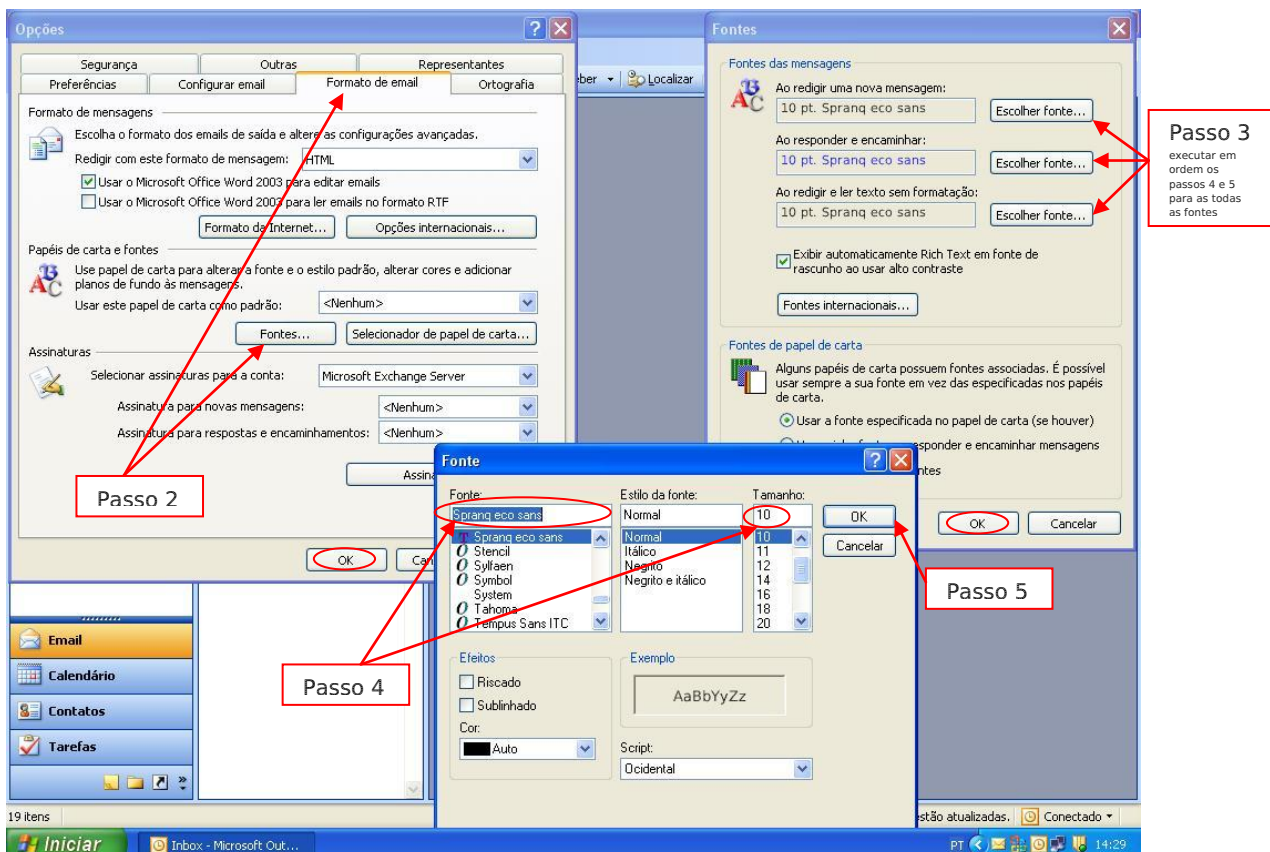 Opções
Segurança
Outras
Representantes
Preferências
Configurar email
Formato de email
Ortografia
Formato de mensagens
Escolha o formato dos emails de saída e altere as configurações avançadas.
Redigir com este formato de mensagem:
HTML
Usar o Microsoft Office Word 2003 para editar emails
Usar o Microsoft Office Word 2003 para ler emails no formato RTF
Formato da Internet...
Opções internacionais...
Papéis de carta e fontes
Use papel de carta para alterar a fonte e o estilo padrão, alterar cores e adicionar
planos de fundo às mensagens.
Usar este papel de carta como padrão:
<Nenhum>
Fontes...
Selecionador de papel de carta...
Assinaturas
Selecionar assinaturas para a conta:
Microsoft Exchange Server
Assinatura para novas mensagens:
<Nenhum>
Assinatura para respostas e encaminhamentos:
<Nenhum>
Passo 2
OK
Localizar
Fontes
Fontes das mensagens
Ao redigir uma nova mensagem:
10 pt. Spranq eco sans
Escolher fonte...
Ao responder e encaminhar:
10 pt. Spranq eco sans
Escolher fonte...
Ao redigir e ler texto sem formatação:
10 pt. Spranq eco sans
Escolher fonte...
Exibir automaticamente Rich Text em fonte de
rascunho ao usar alto contraste
Fontes internacionais...
Fontes de papel de carta
Alguns papéis de carta possuem fontes associadas. É possível
usar sempre a sua fonte em vez das especificadas nos papéis
de carta.
Usar a fonte especificada no papel de carta (se houver)
esponder e encaminhar mensagens
ntes
OK
Cancelar
Passo 3
executar em
ordem os
passos 4 e 5
para as todas
as fontes
Fonte
Fonte:
Spranq eco sans
Spranq eco sans
Stencil
Sylfaen
Symbol
System
Tahoma
Tempus Sans ITC
Estilo da fonte:
Normal
Normal
Itálico
Negrito
Negrito e itálico
Tamanho:
10
10
11
12
14
16
18
20
OK
Cancelar
Passo 5
Passo 4
Efeitos
Riscado
Sublinhado
Cor:
Auto
Exemplo
AaBbYyZz
Script:
Ocidental
Email
Calendário
Contatos
Tarefas
19 itens
estão atualizadas.
Conectado
Iniciar
Inbox - Microsoft Out...
PT
14:29